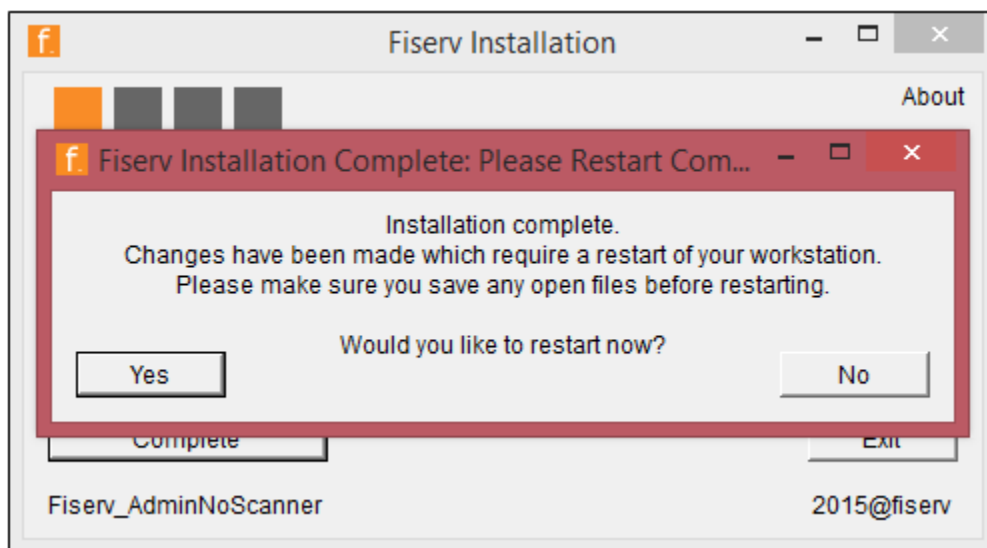 f
Fiserv Installation
About
f Fiserv Installation Complete: Please Restart Com...
Installation complete.
Changes have been made which require a restart of your workstation.
Please make sure you save any open files before restarting.
Would you like to restart now?
Yes No
Complete Exit
Fiserv_AdminNoScanner 2015@fiserv